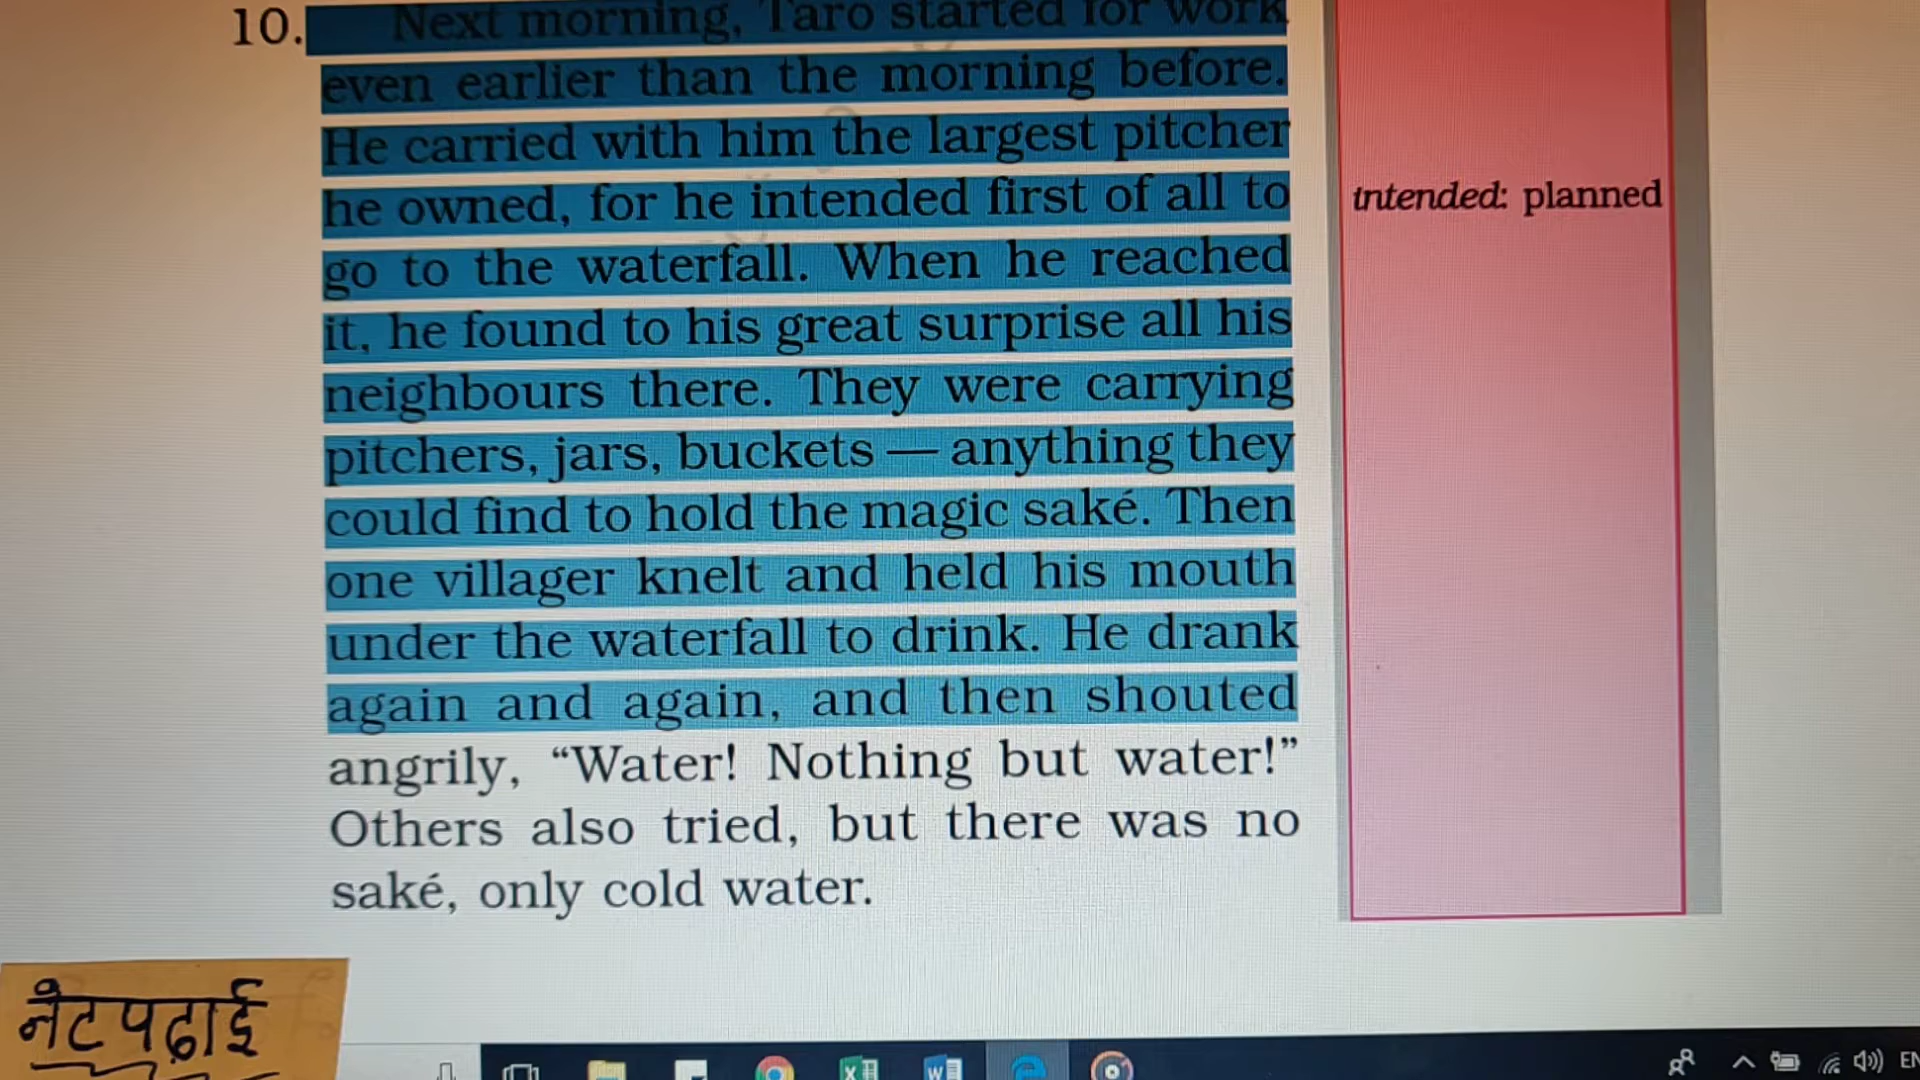 10. Next morning, Taro started for work
even earlier than the morning before.
He carried with him the largest pitcher
he owned, for he intended first of all to
go to the waterfall. When he reached
it, he found to his great surprise all his
neighbours there. They were carrying
pitchers, jars, buckets — anything they
could find to hold the magic saké. Then
one villager knelt and held his mouth
under the waterfall to drink. He drank
again and again, and then shouted
angrily, “Water! Nothing but water!”
Others also tried, but there was no
saké, only cold water.
intended: planned
नेटपढ़ाई
EN